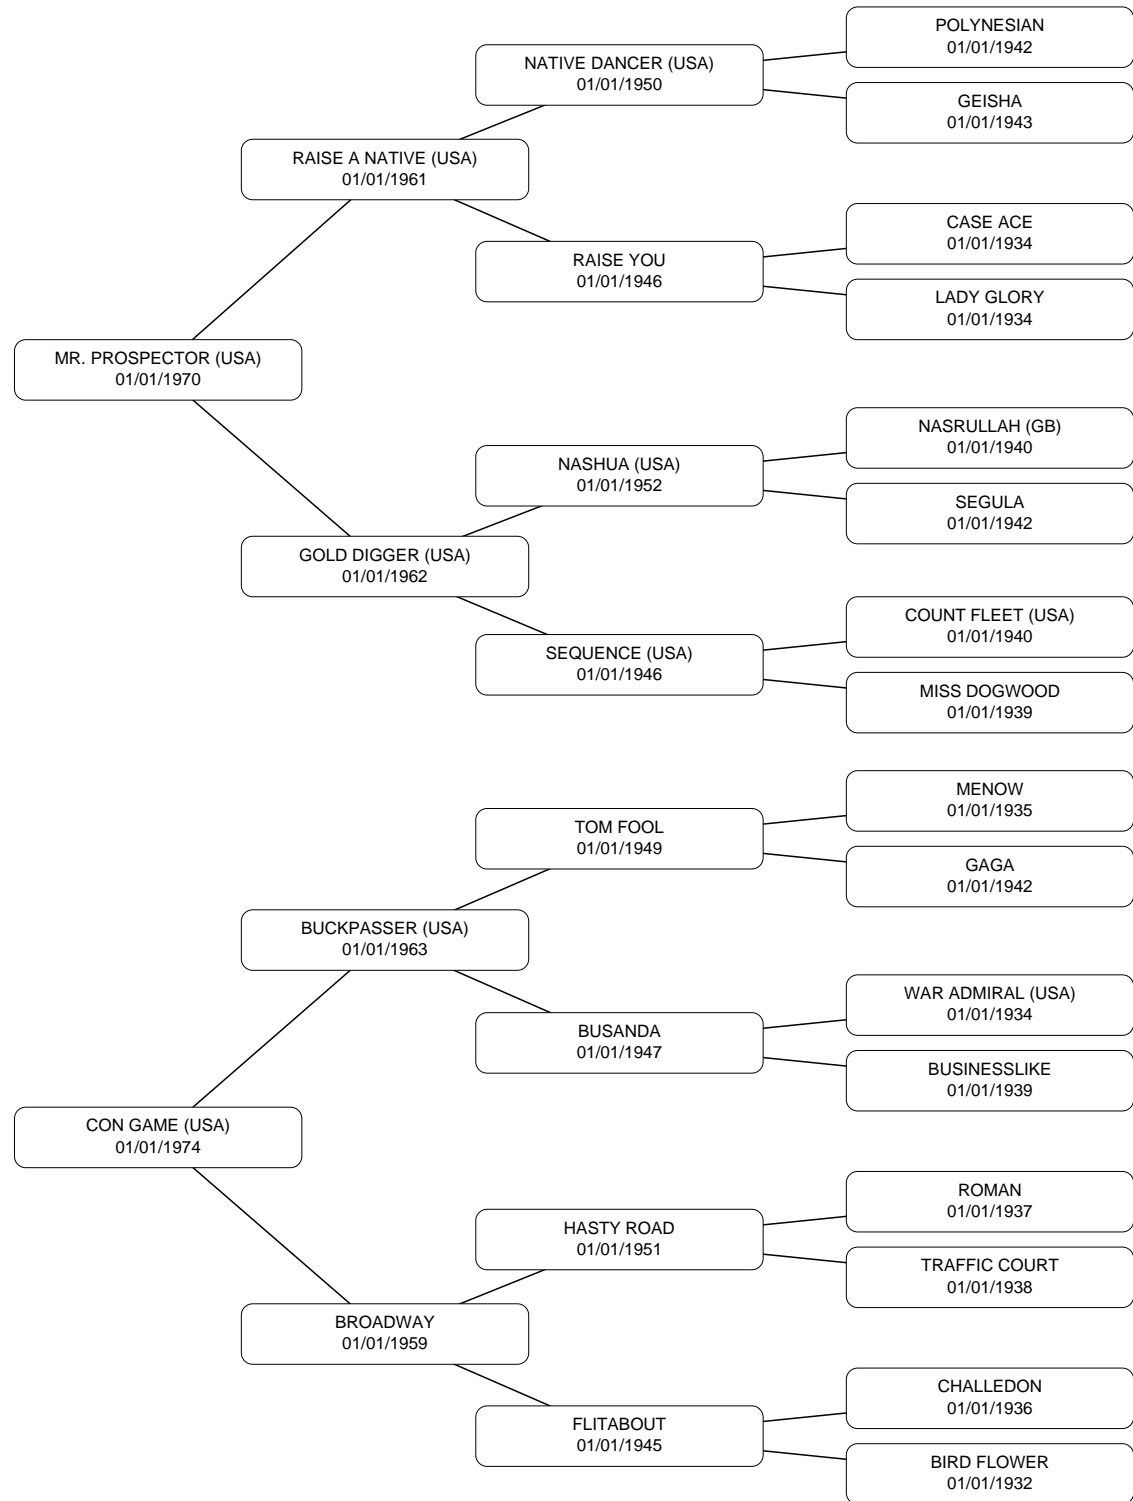 POLYNESIAN
01/01/1942
NATIVE DANCER (USA)
01/01/1950
GEISHA
01/01/1943
RAISE A NATIVE (USA)
01/01/1961
CASE ACE
01/01/1934
RAISE YOU
01/01/1946
LADY GLORY
01/01/1934
MR. PROSPECTOR (USA)
01/01/1970
NASRULLAH (GB)
01/01/1940
NASHUA (USA)
01/01/1952
SEGULA
01/01/1942
GOLD DIGGER (USA)
01/01/1962
COUNT FLEET (USA)
01/01/1940
SEQUENCE (USA)
01/01/1946
MISS DOGWOOD
01/01/1939
MENOW
01/01/1935
TOM FOOL
01/01/1949
GAGA
01/01/1942
BUCKPASSER (USA)
01/01/1963
WAR ADMIRAL (USA)
01/01/1934
BUSANDA
01/01/1947
BUSINESSLIKE
01/01/1939
CON GAME (USA)
01/01/1974
ROMAN
01/01/1937
HASTY ROAD
01/01/1951
TRAFFIC COURT
01/01/1938
BROADWAY
01/01/1959
CHALLEDON
01/01/1936
FLITABOUT
01/01/1945
BIRD FLOWER
01/01/1932